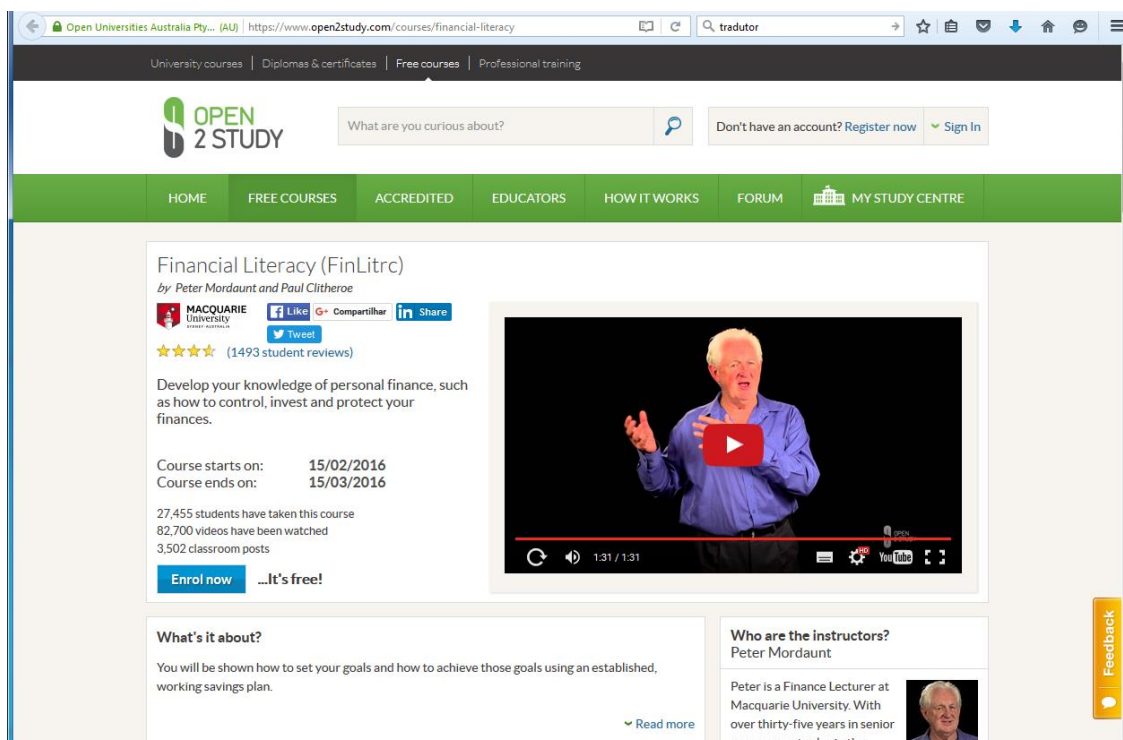 Open Universities Australia Pty... (AU) https://www.open2study.com/courses/financial-literacy tradutor
University courses | Diplomas & certificates | Free courses | Professional training
OPEN
2 STUDY
What are you curious about?
Don't have an account? Register now Sign In
HOME FREE COURSES ACCREDITED EDUCATORS HOW IT WORKS FORUM MY STUDY CENTRE
Financial Literacy (FinLitrc)
by Peter Mordaunt and Paul Clitheroe
MACQUARIE
University
SYDNEY·AUSTRALIA
Like G+ Compartilhar in Share
Tweet
(1493 student reviews)
Develop your knowledge of personal finance, such
as how to control, invest and protect your
finances.
Course starts on: 15/02/2016
Course ends on: 15/03/2016
27,455 students have taken this course
82,700 videos have been watched
3,502 classroom posts
Enrol now ...It's free!
OPEN
1:31 / 1:31 HD YouTube
What's it about?
You will be shown how to set your goals and how to achieve those goals using an established,
working savings plan.
Read more
Who are the instructors?
Peter Mordaunt
Peter is a Finance Lecturer at
Macquarie University. With
over thirty-five years in senior
Feedback